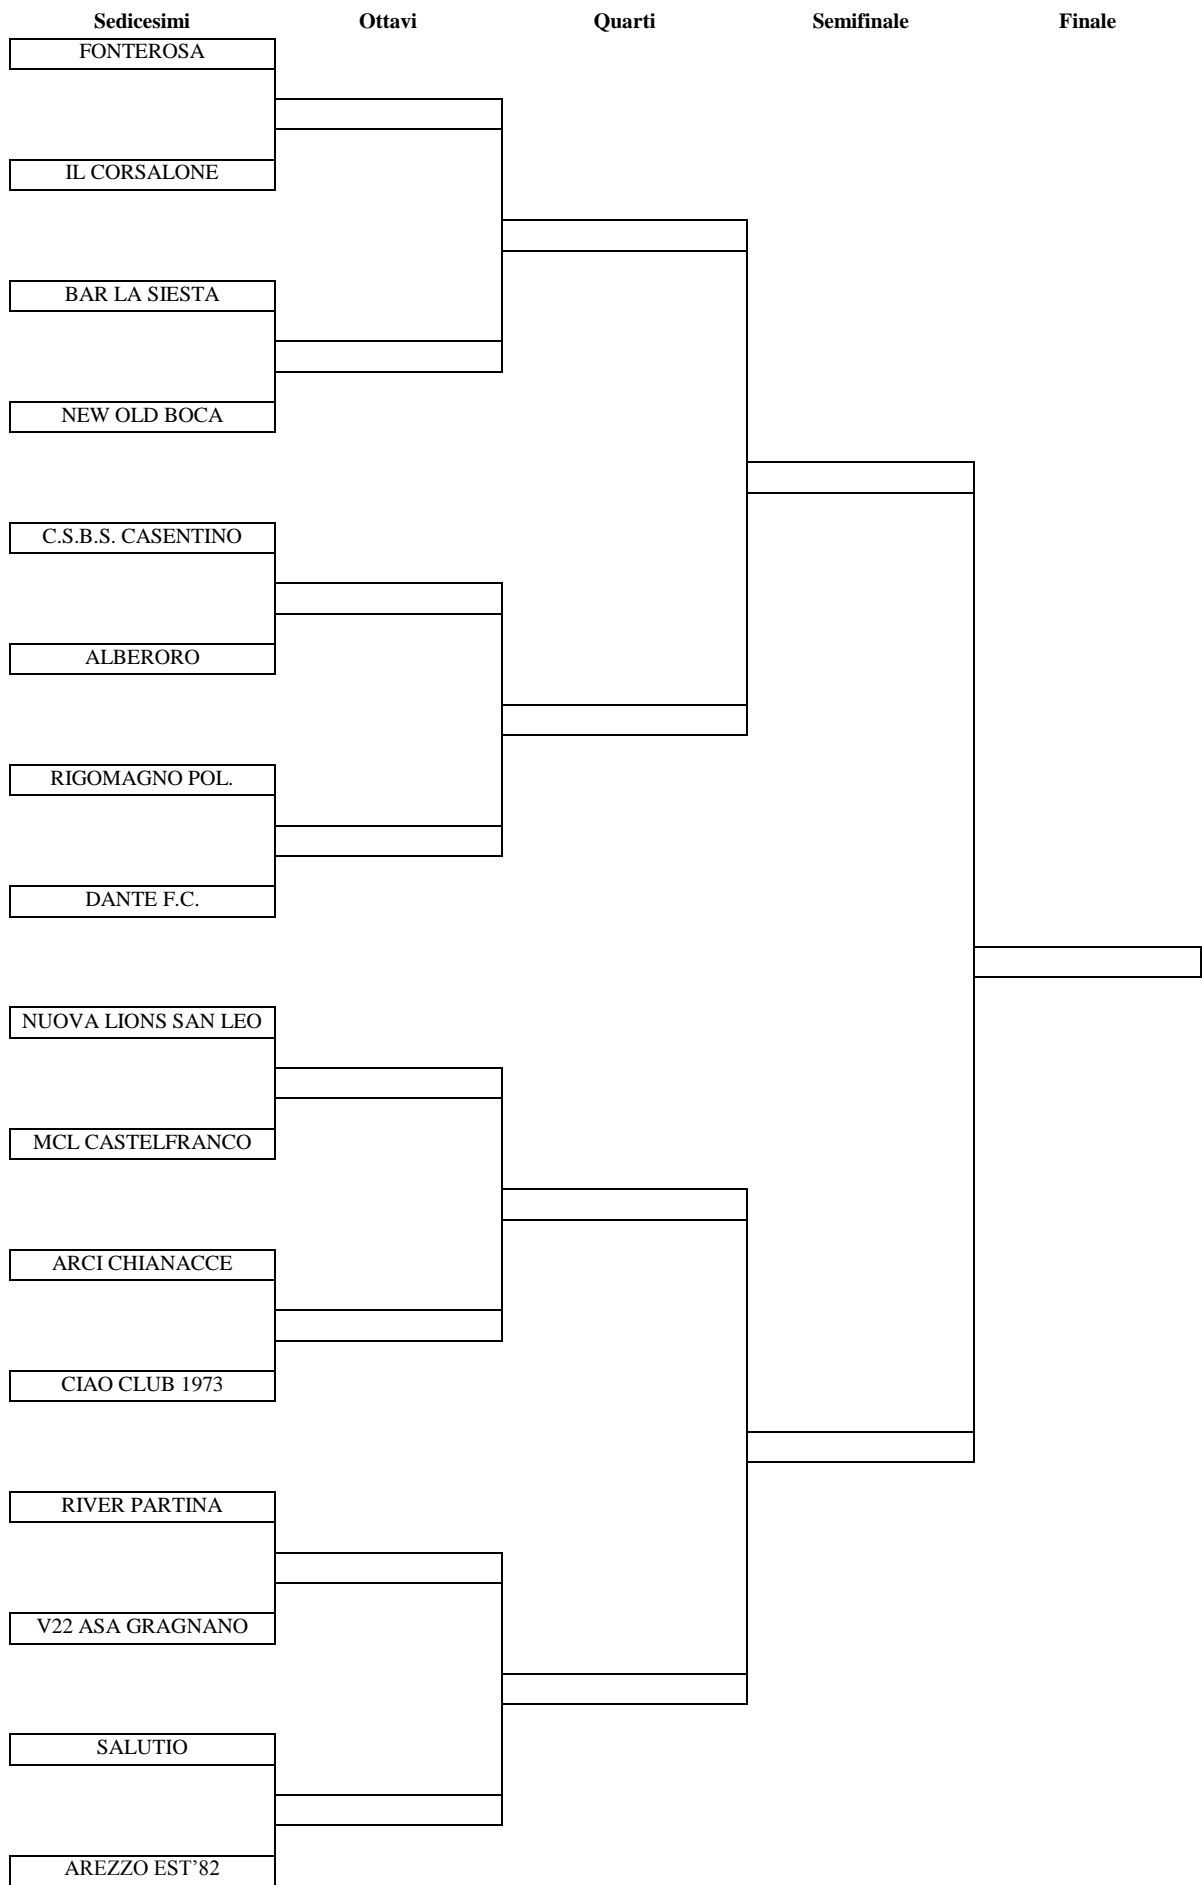 Sedicesimi Ottavi Quarti Semifinale Finale
FONTEROSA
IL CORSALONE
BAR LA SIESTA
NEW OLD BOCA
C.S.B.S. CASENTINO
ALBERORO
RIGOMAGNO POL.
DANTE F.C.
NUOVA LIONS SAN LEO
MCL CASTELFRANCO
ARCI CHIANACCE
CIAO CLUB 1973
RIVER PARTINA
V22 ASA GRAGNANO
SALUTIO
AREZZO EST’82